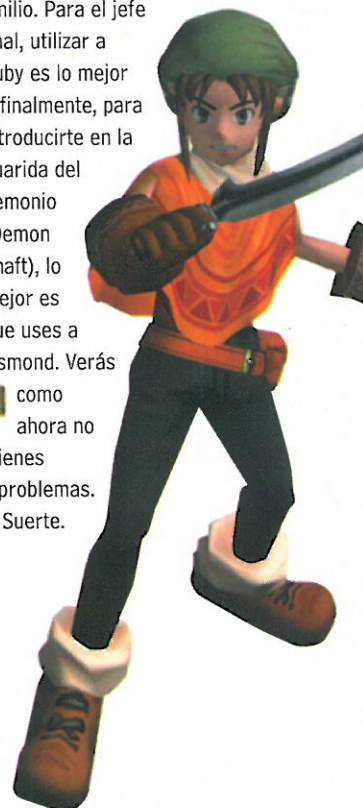 milio. Para el jefe
nal, utilizar a
uby es lo mejor
finalmente, para
troducirte en la
uarida del
emonio
Demon
haft), lo
ejor es
ue uses a
smond. Verás
como
ahora no
ienes
problemas.
Suerte.